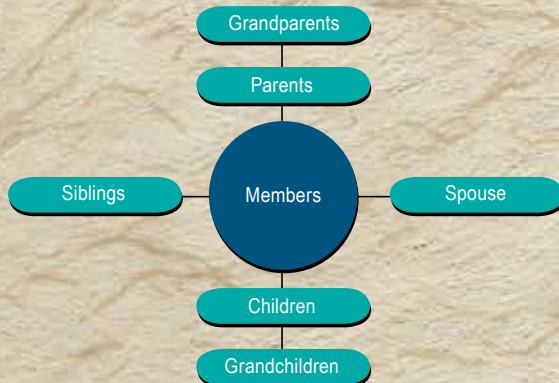 Grandparents
Parents
Siblings
Members
Spouse
Children
Grandchildren